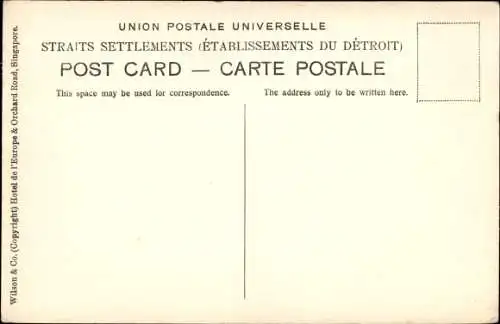 UNION POSTALE UNIVERSELLE
STRAITS SETTLEMENTS (ÉTABLISSEMENTS DU DÉTROIT)
POST CARD — CARTE POSTALE
This space may be used for correspondence.
The address only to be written here.
Wilson & Co. (Copyright) Hotel de l'Europe & Orchard Road, Singapore.